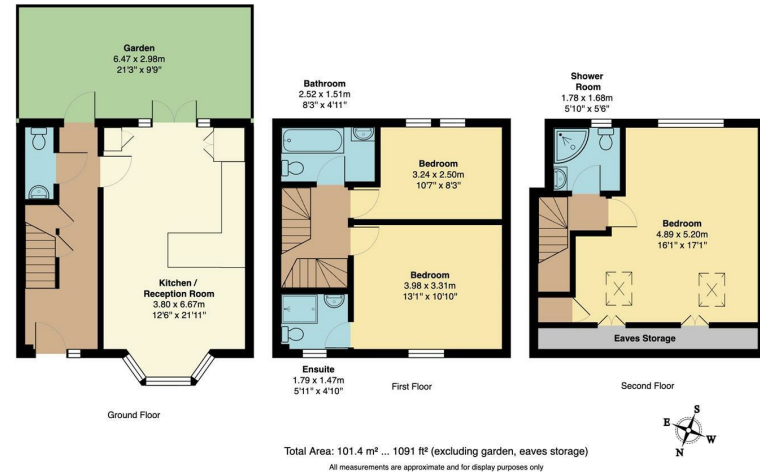 Garden
6.47 x 2.98m
21'3" x 9'9"
Kitchen /
Reception Room
3.80 x 6.67m
12'6" x 21'11"
Ground Floor
Bathroom
2.52 x 1.51m
8'3" x 4'11"
Bedroom
3.24 x 2.50m
10'7" x 8'3"
Bedroom
3.98 x 3.31m
13'1" x 10'10"
Ensuite
1.79 x 1.47m
5'11" x 4'10"
First Floor
Shower
Room
1.78 x 1.68m
5'10" x 5'6"
Bedroom
4.89 x 5.20m
16'1" x 17'1"
Eaves Storage
Second Floor
S
E
W
N
Total Area: 101.4 m² ... 1091 ft² (excluding garden, eaves storage)
All measurements are approximate and for display purposes only